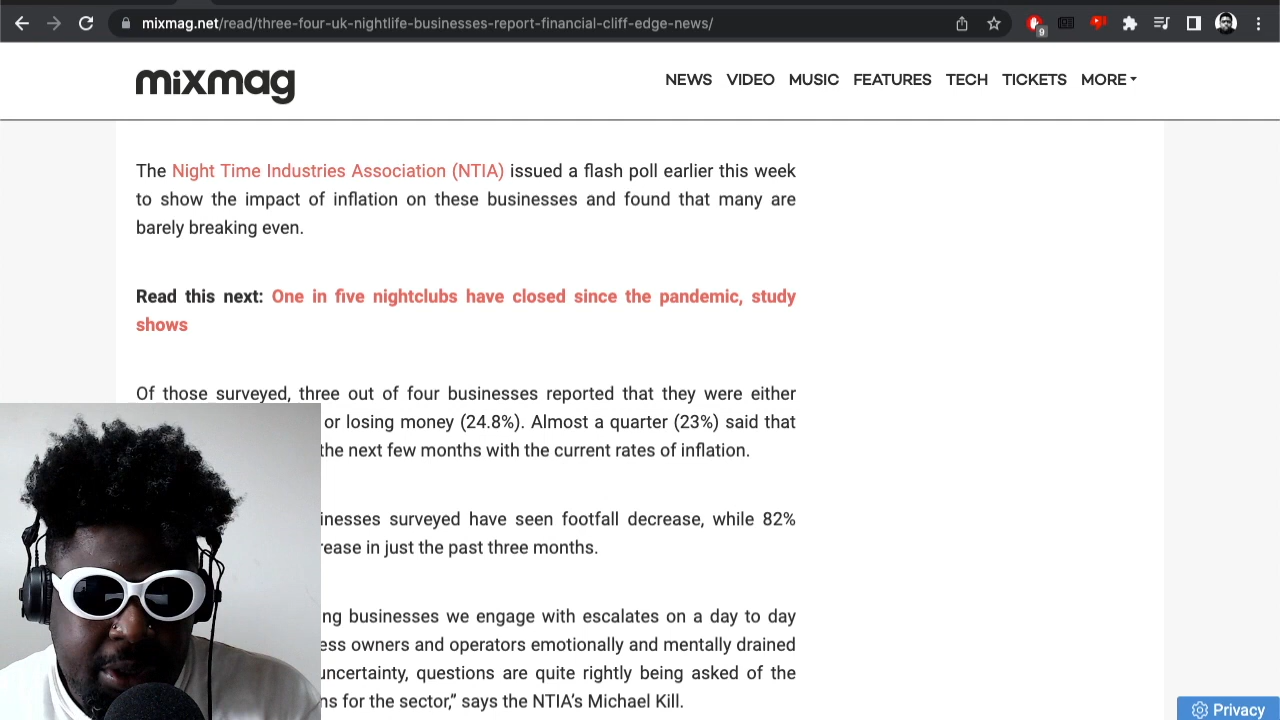 mixmag.net/read/three-four-uk-nightlife-businesses-report-financial-cliff-edge-news/
9
mixmag
NEWS VIDEO MUSIC FEATURES TECH TICKETS MORE
The Night Time Industries Association (NTIA) issued a flash poll earlier this week
to show the impact of inflation on these businesses and found that many are
barely breaking even.
Read this next: One in five nightclubs have closed since the pandemic, study
shows
Of those surveyed, three out of four businesses reported that they were either
or losing money (24.8%). Almost a quarter (23%) said that
the next few months with the current rates of inflation.
inesses surveyed have seen footfall decrease, while 82%
rease in just the past three months.
ng businesses we engage with escalates on a day to day
ess owners and operators emotionally and mentally drained
uncertainty, questions are quite rightly being asked of the
ns for the sector,” says the NTIA’s Michael Kill.
Privacy